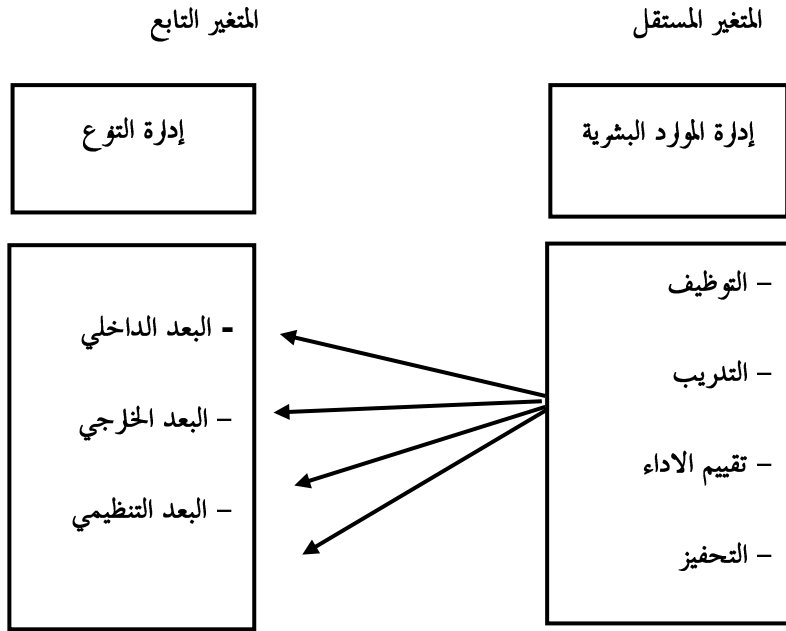 المتغير المستقل
المتغير التابع
إدارة الموارد البشرية
إدارة التنوع
– التوظيف
– التدريب
– تقييم الاداء
– التحفيز
- البعد الداخلي
– البعد الخارجي
– البعد التنظيمي